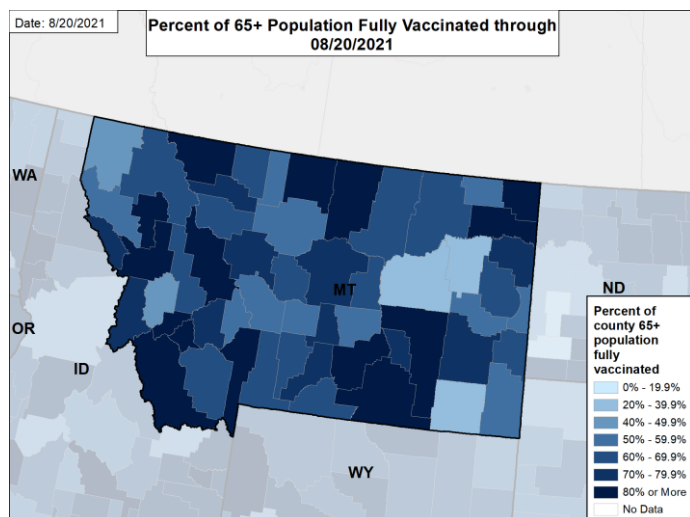 Date: 8/20/2021
Percent of 65+ Population Fully Vaccinated through
08/20/2021
WA
MT
ND
OR
ID
WY
Percent of
county 65+
population
fully
vaccinated
0% - 19.9%
20% - 39.9%
40% - 49.9%
50% - 59.9%
60% - 69.9%
70% - 79.9%
80% or More
No Data